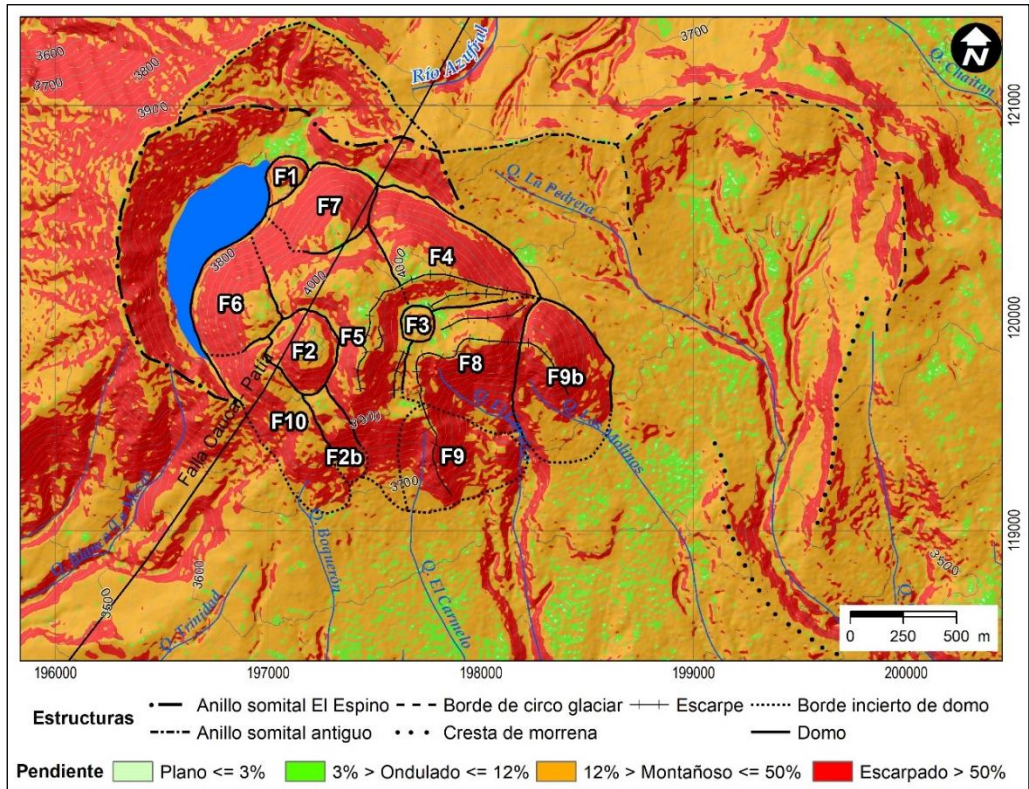 3600
3700
3800
3900
3700
Río Azufral
Q. Chaitan
N
121000
F1
Q. La Pedrera
F7
F4
3800
4000
4000
F6
F3
120000
F2
F5
F8
F9b
Falla Cauca - Patía
Q. Los Molinos
F10
F2b
F9
3700
Q. Boquerón
119000
3600
3500
3500
Q. Trinidad
Q. El Carmelo
Q.
0 250 500 m
196000 197000 198000 199000 200000
Estructuras
Anillo somital El Espino
Borde de circo glaciar
Escarpe
Borde incierto de domo
Anillo somital antiguo
Cresta de morrena
Domo
Pendiente
Plano <= 3%
3% > Ondulado <= 12%
12% > Montañoso <= 50%
Escarpado > 50%